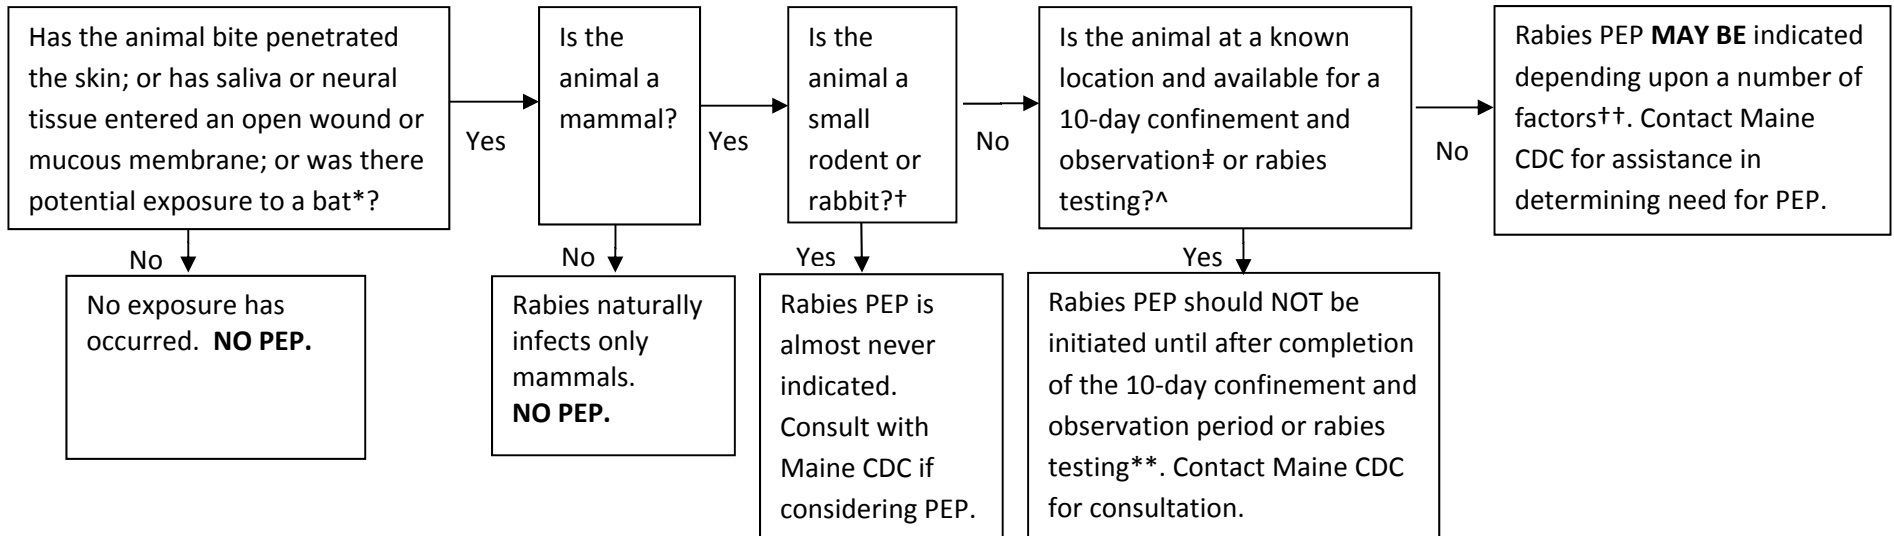 Has the animal bite penetrated
the skin; or has saliva or neural
tissue entered an open wound or
mucous membrane; or was there
potential exposure to a bat*?
Yes
Is the
animal a
mammal?
Yes
Is the
animal a
small
rodent or
rabbit?†
No
Is the animal at a known
location and available for a
10-day confinement and
observation‡ or rabies
testing?^
No
Rabies PEP MAY BE indicated
depending upon a number of
factors††. Contact Maine
CDC for assistance in
determining need for PEP.
No
No exposure has
occurred.  NO PEP.
No
Rabies naturally
infects only
mammals.
NO PEP.
Yes
Rabies PEP is
almost never
indicated.
Consult with
Maine CDC if
considering PEP.
Yes
Rabies PEP should NOT be
initiated until after completion
of the 10-day confinement and
observation period or rabies
testing**. Contact Maine CDC
for consultation.